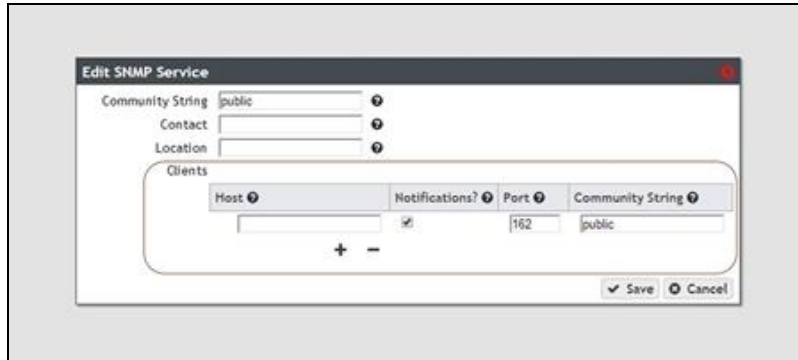 Edit SNMP Service
Community String public
Contact
Location
Clients
Host Notifications? Port Community String
162 public
+ −
Save Cancel